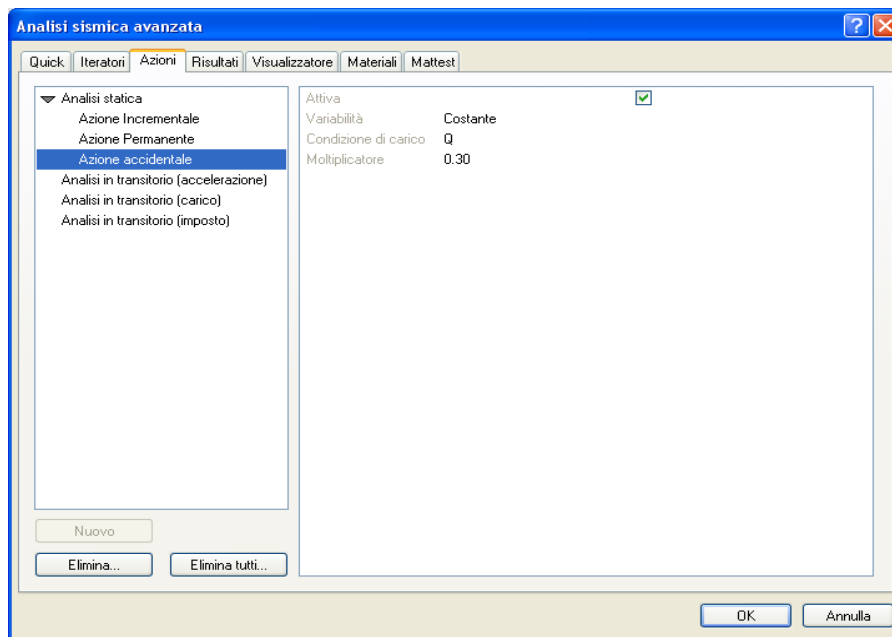 Analisi sismica avanzata
Quick Iteratori Azioni Risultati Visualizzatore Materiali Mattest
Analisi statica
Azione Incrementale
Azione Permanente
Azione accidentale
Analisi in transitorio (accelerazione)
Analisi in transitorio (carico)
Analisi in transitorio (imposto)
Attiva
Variabilità Costante
Condizione di carico Q
Moltiplicatore 0.30
Nuovo
Elimina... Elimina tutti...
OK Annulla